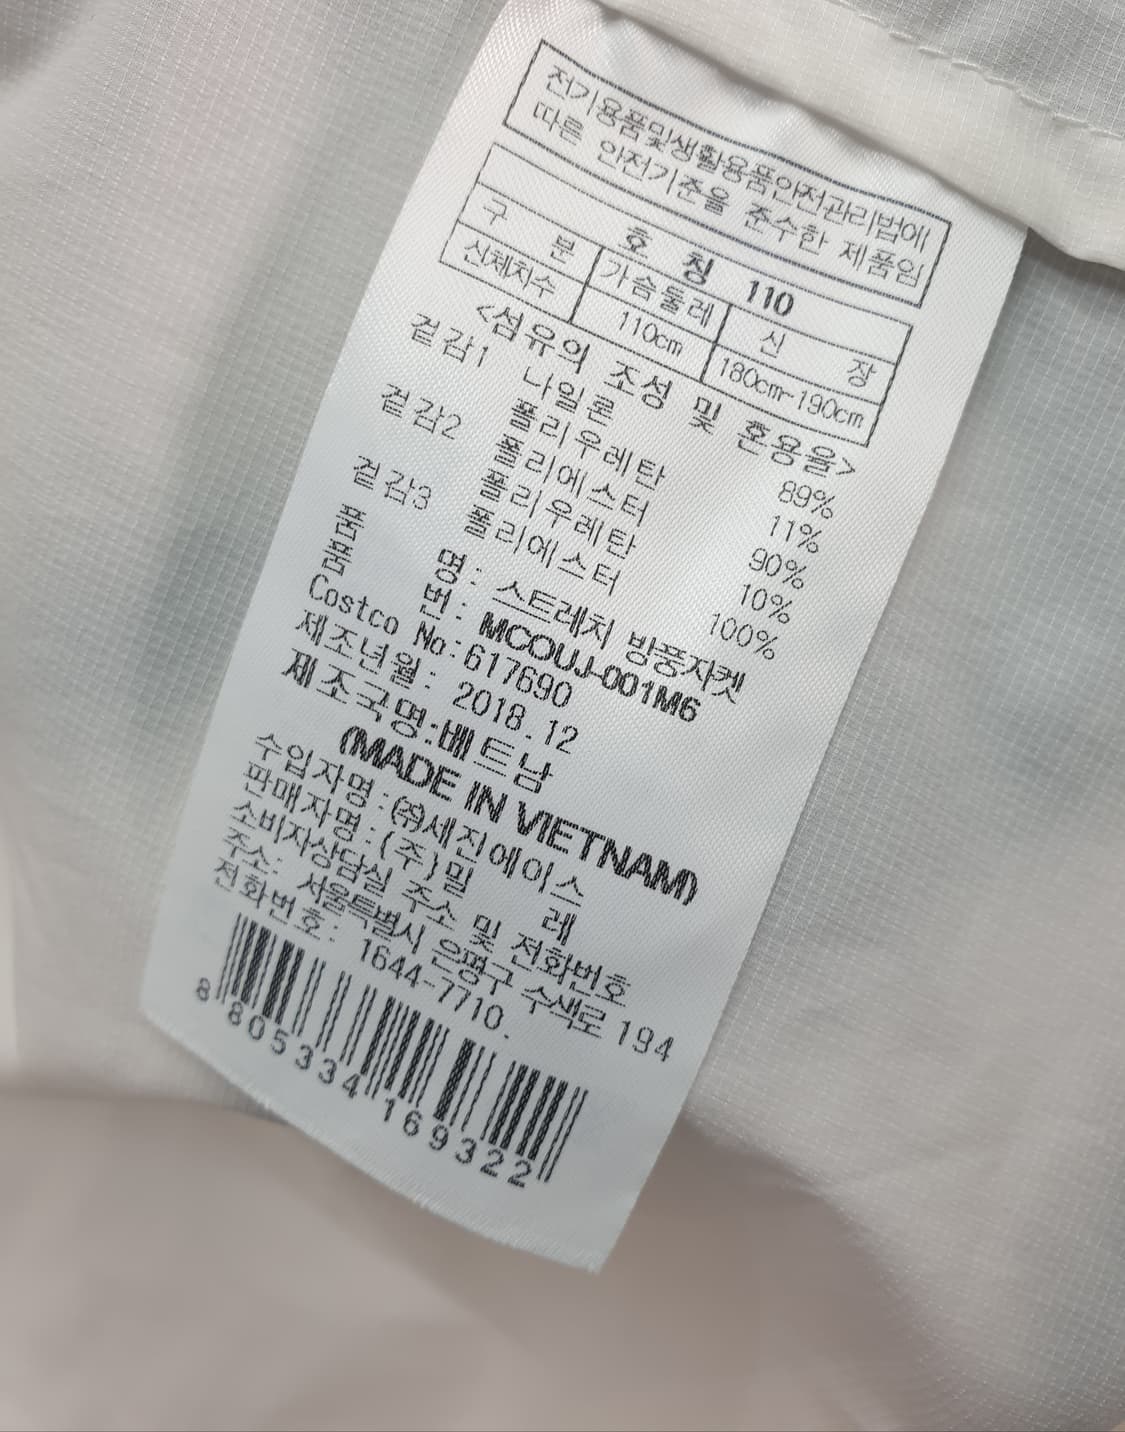 전기용품및생활용품안전관리법에
따른 안전기준을 준수한 제품임
호 칭 110
구 분 가슴둘레 신 장
신체치수 110cm 180cm~190cm
<섬유의 조성 및 혼용율>
겉감1 나일론 89%
폴리우레탄 11%
겉감2 폴리에스터 90%
폴리우레탄 10%
겉감3 폴리에스터 100%
품 명: 스트레치 방풍자켓
품 번: MCOUJ-001M6
Costco No:617690
제조년월: 2018.12
제조국명:베트남
(MADE IN VIETNAM)
수입자명:(주)세진에이스
판매자명:(주)밀 레
소비자상담실 주소 및 전화번호
주소: 서울특별시 은평구 수색로 194
전화번호: 1644-7710.
8 805334 169322